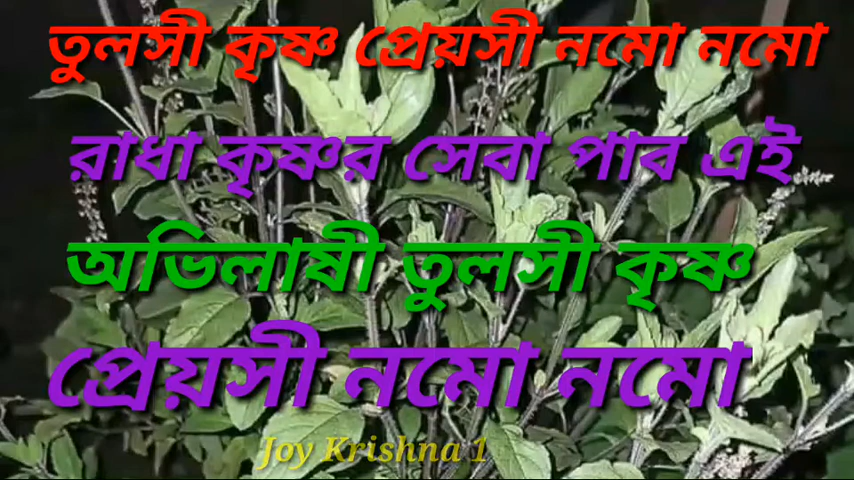 তুলসী কৃষ্ণ প্রেয়সী নমো নমো
রাধা কৃষ্ণর সেবা পাব এই
অভিলাষী তুলসী কৃষ্ণ
প্রেয়সী নমো নমো
Joy Krishna 1